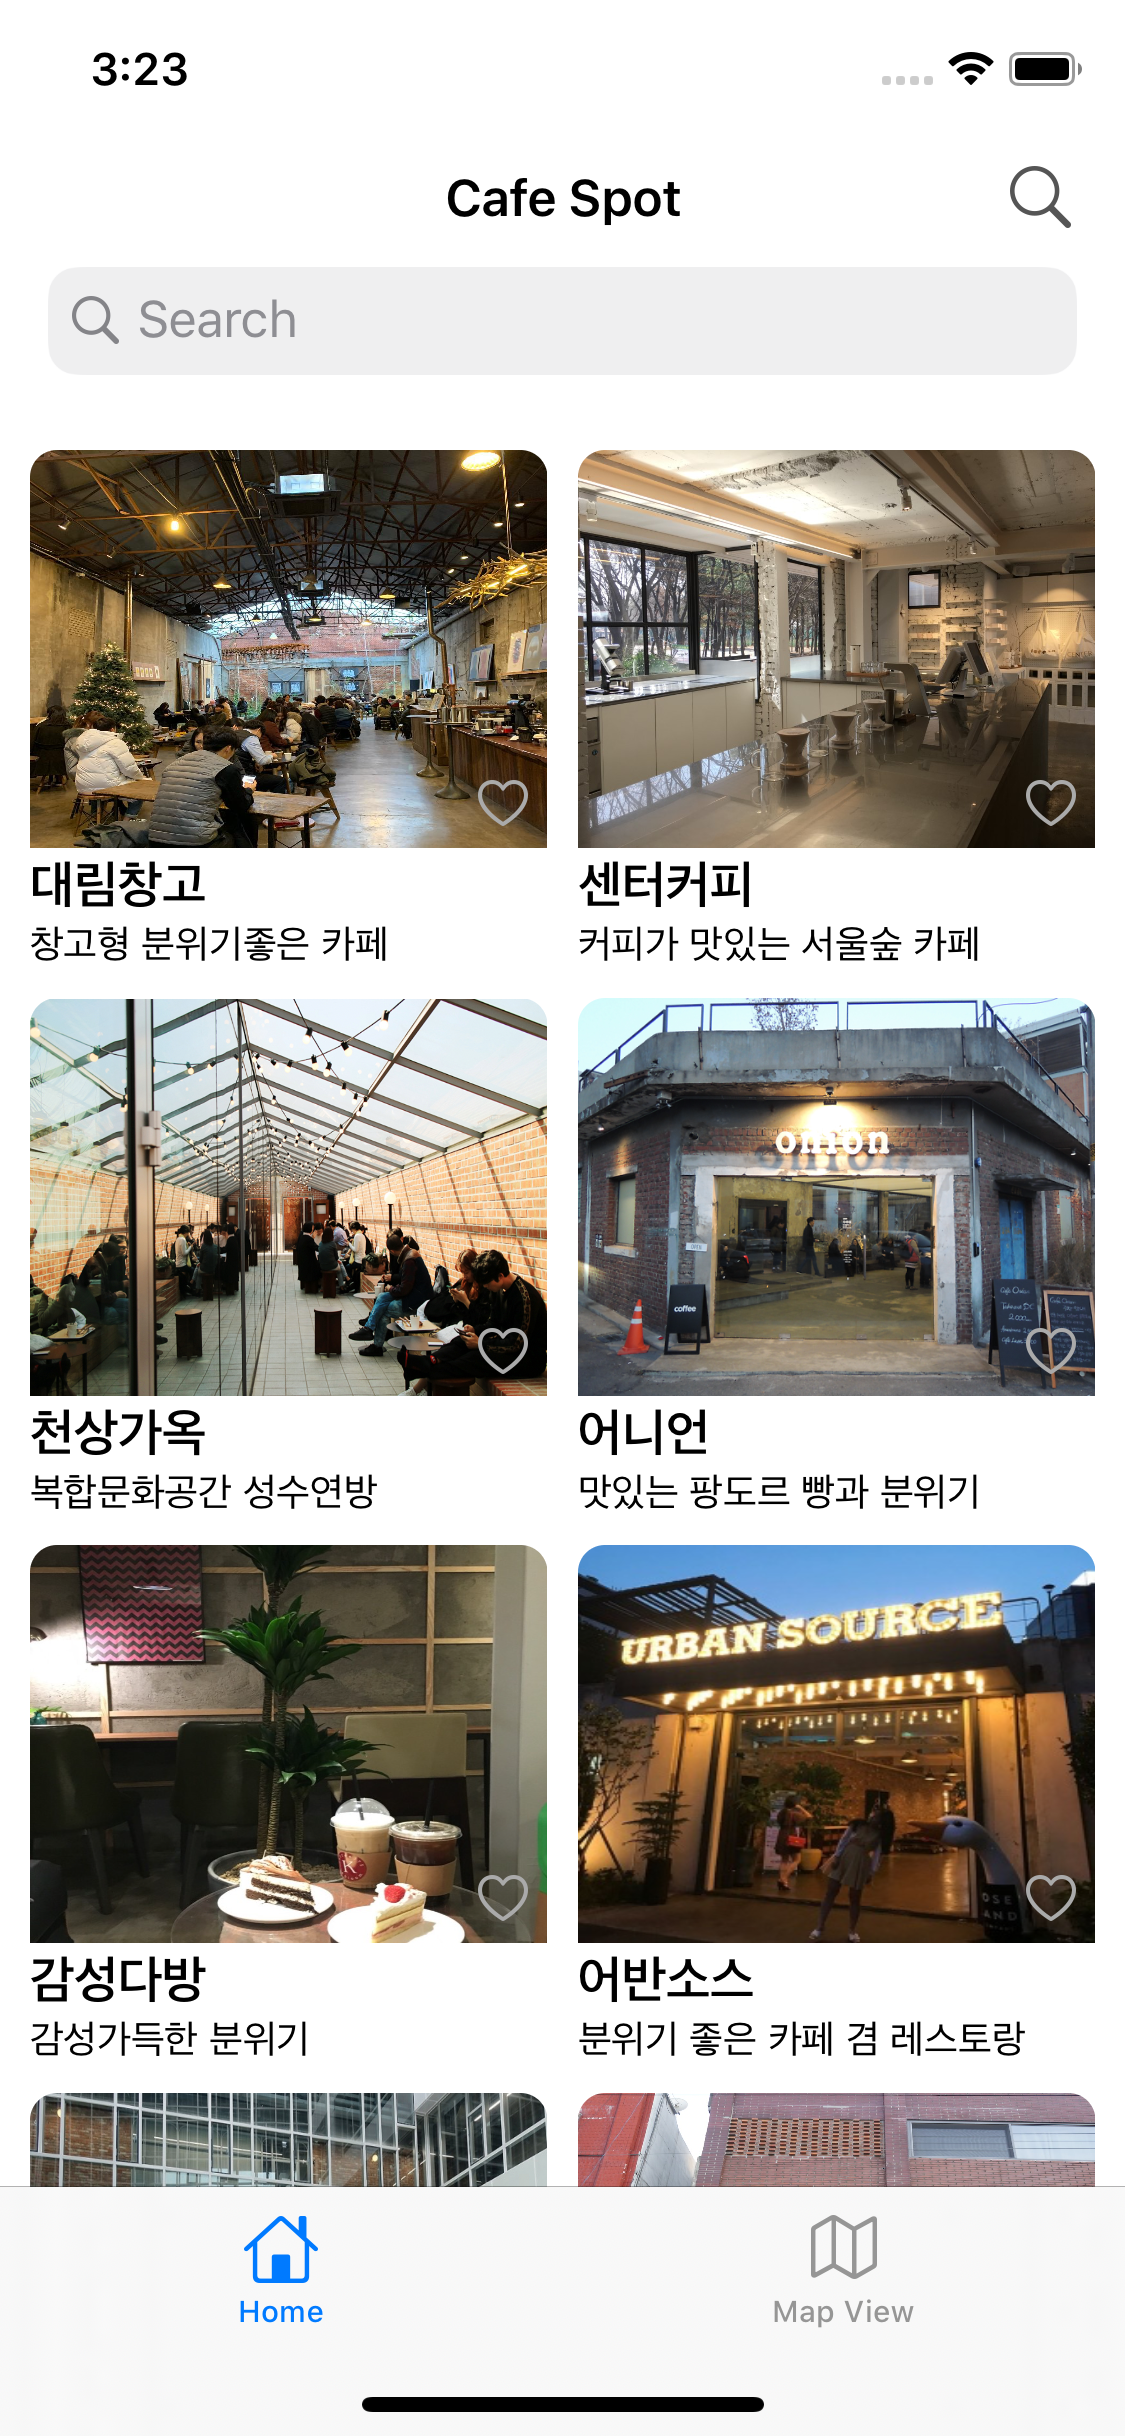 3:23
Cafe Spot
Search
대림창고
창고형 분위기좋은 카페
센터커피
커피가 맛있는 서울숲 카페
onion
coffee
천상가옥
복합문화공간 성수연방
어니언
맛있는 팡도르 빵과 분위기
URBAN SOURCE
감성다방
감성가득한 분위기
어반소스
분위기 좋은 카페 겸 레스토랑
Home
Map View